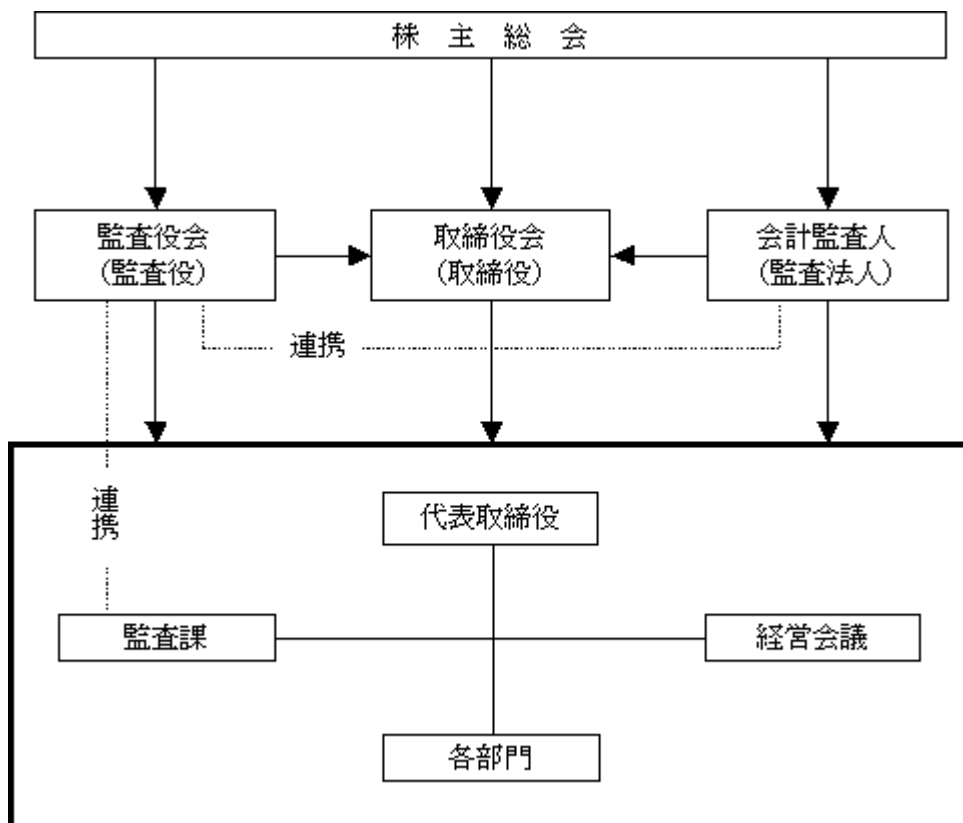 株主総会
監査役会
(監査役)
取締役会
(取締役)
会計監査人
(監査法人)
連携
連携
代表取締役
監査課
経営会議
各部門